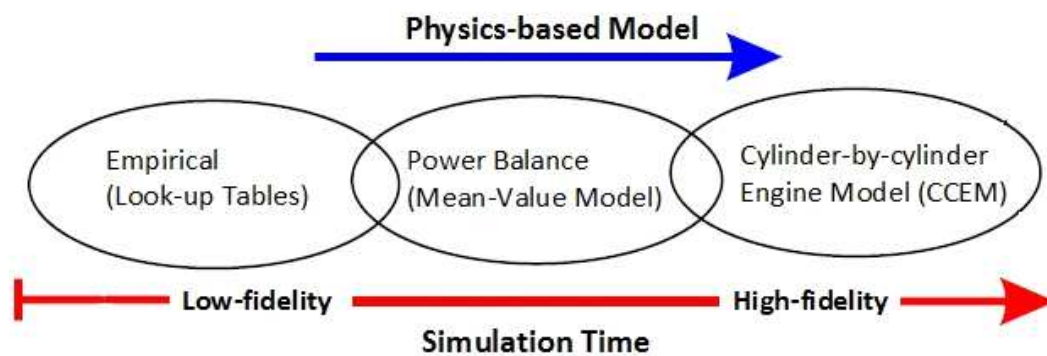 Physics-based Model
Empirical
(Look-up Tables)
Power Balance
(Mean-Value Model)
Cylinder-by-cylinder
Engine Model (CCEM)
Low-fidelity
High-fidelity
Simulation Time